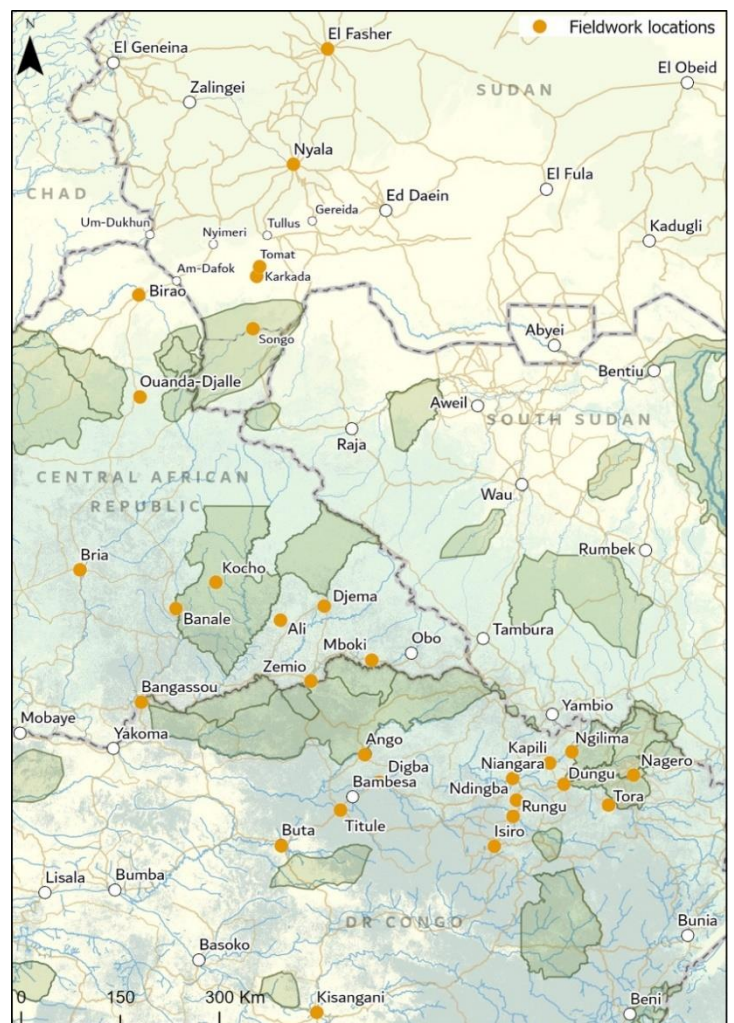 N
El Fasher
Fieldwork locations
El Geneina
El Obeid
Zalingei
SUDAN
Nyala
El Fula
CHAD
Ed Daein
Gereida
Um-Dukhun
Nyimeri
Tullus
Kadugli
Tomat
Am-Dafok
Karkada
Birao
Songo
Abyei
Bentiu
Ouanda-Djalle
Aweil
SOUTH SUDAN
Raja
CENTRAL AFRICAN
REPUBLIC
Wau
Rumbek
Bria
Kocho
Djema
Banale
Ali
Tambura
Mboki
Obo
Zemio
Bangassou
Yambio
Mobaye
Yakoma
Ango
Kapili
Ngilima
Digba
Niangara
Nagero
Bambesa
Ndingba
Dungu
Rungu
Tora
Titule
Buta
Isiro
Lisala
Bumba
DR CONGO
Bunia
Basoko
0
150
300 Km
Kisangani
Beni